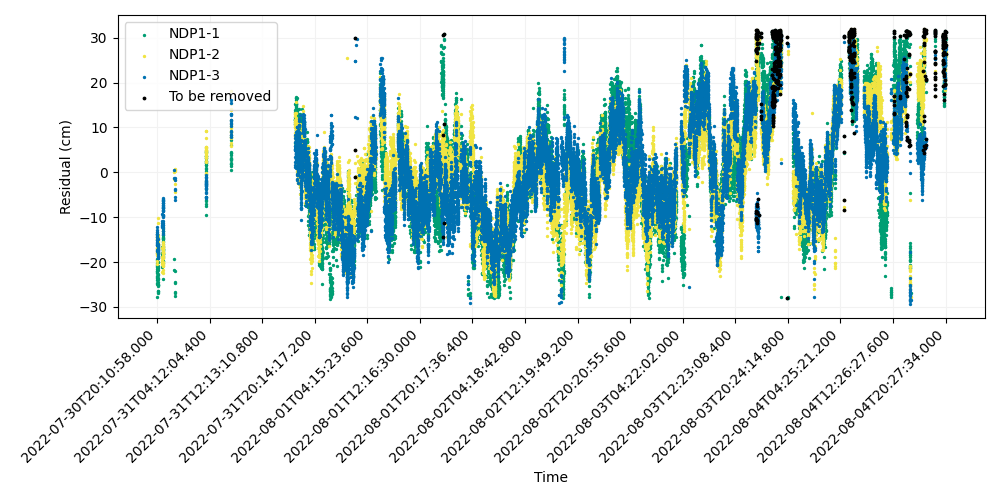 NDP1-1
NDP1-2
NDP1-3
To be removed
Residual (cm)
30
20
10
0
−10
−20
−30
2022-07-30T20:10:58.000
2022-07-31T04:12:04.400
2022-07-31T12:13:10.800
2022-07-31T20:14:17.200
2022-08-01T04:15:23.600
2022-08-01T12:16:30.000
2022-08-01T20:17:36.400
2022-08-02T04:18:42.800
2022-08-02T12:19:49.200
2022-08-02T20:20:55.600
2022-08-03T04:22:02.000
2022-08-03T12:23:08.400
2022-08-03T20:24:14.800
2022-08-04T04:25:21.200
2022-08-04T12:26:27.600
2022-08-04T20:27:34.000
Time